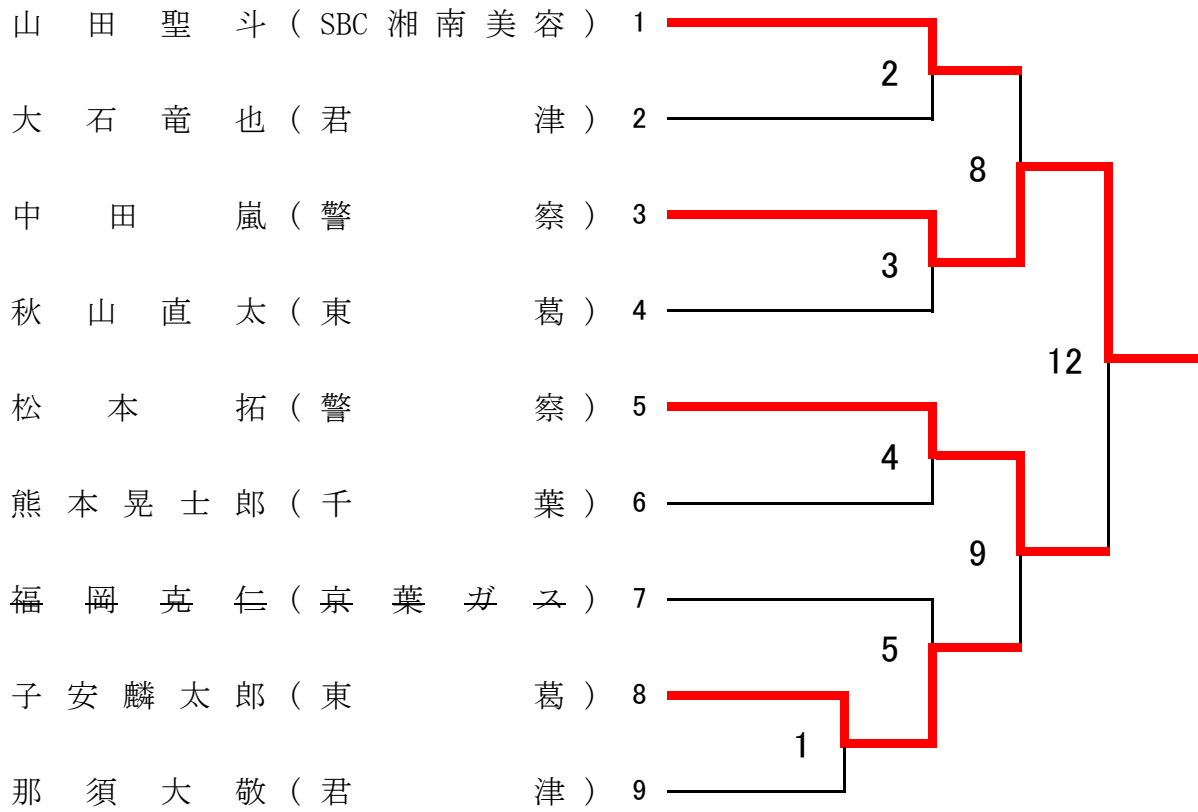 山田聖斗(SBC湘南美容) 1
2
大石竜也(君津) 2
8
中田嵐(警察) 3
3
秋山直太(東葛) 4
12
松本拓(警察) 5
4
熊本晃士郎(千葉) 6
9
福岡克仁(京葉ガス) 7
5
子安麟太郎(東葛) 8
1
那須大敬(君津) 9